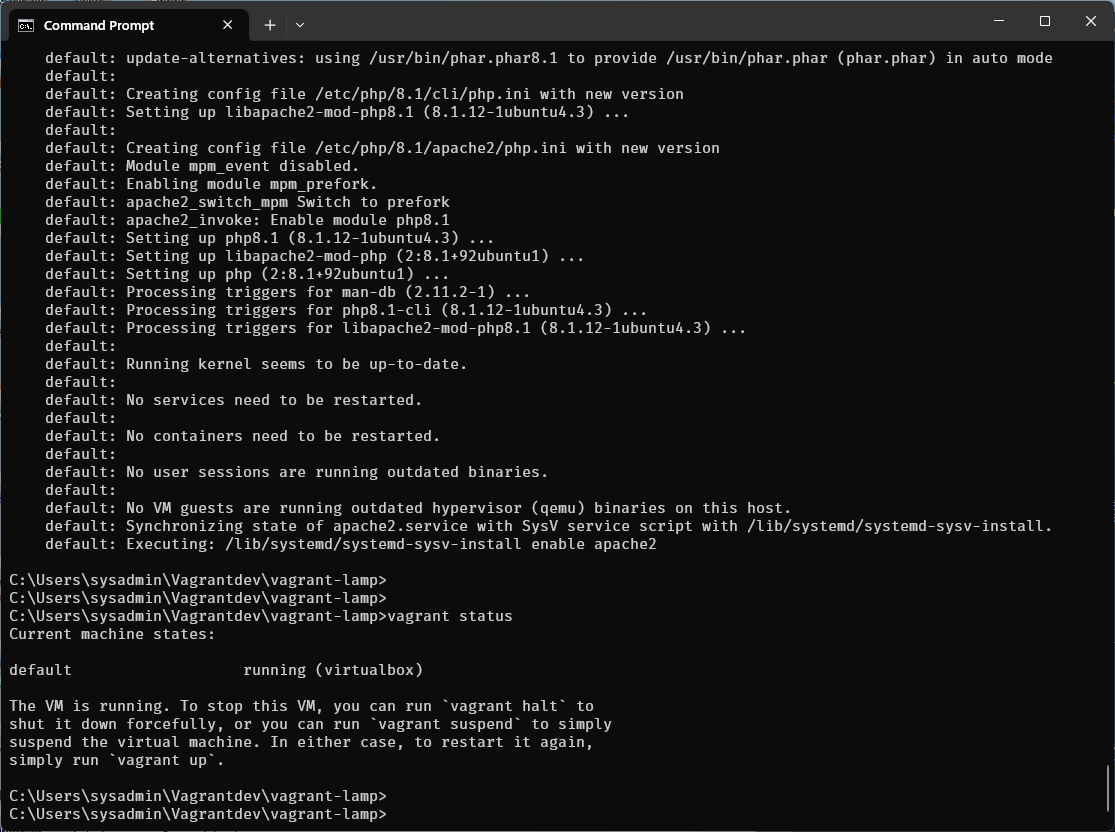 Command Prompt
default: update-alternatives: using /usr/bin/phar.phar8.1 to provide /usr/bin/phar.phar (phar.phar) in auto mode
default:
default: Creating config file /etc/php/8.1/cli/php.ini with new version
default: Setting up libapache2-mod-php8.1 (8.1.12-1ubuntu4.3) ...
default:
default: Creating config file /etc/php/8.1/apache2/php.ini with new version
default: Module mpm_event disabled.
default: Enabling module mpm_prefork.
default: apache2_switch_mpm Switch to prefork
default: apache2_invoke: Enable module php8.1
default: Setting up php8.1 (8.1.12-1ubuntu4.3) ...
default: Setting up libapache2-mod-php (2:8.1+92ubuntu1) ...
default: Setting up php (2:8.1+92ubuntu1) ...
default: Processing triggers for man-db (2.11.2-1) ...
default: Processing triggers for php8.1-cli (8.1.12-1ubuntu4.3) ...
default: Processing triggers for libapache2-mod-php8.1 (8.1.12-1ubuntu4.3) ...
default:
default: Running kernel seems to be up-to-date.
default:
default: No services need to be restarted.
default:
default: No containers need to be restarted.
default:
default: No user sessions are running outdated binaries.
default:
default: No VM guests are running outdated hypervisor (qemu) binaries on this host.
default: Synchronizing state of apache2.service with SysV service script with /lib/systemd/systemd-sysv-install.
default: Executing: /lib/systemd/systemd-sysv-install enable apache2
C:\Users\sysadmin\Vagrantdev\vagrant-lamp>
C:\Users\sysadmin\Vagrantdev\vagrant-lamp>
C:\Users\sysadmin\Vagrantdev\vagrant-lamp>vagrant status
Current machine states:
default                   running (virtualbox)
The VM is running. To stop this VM, you can run `vagrant halt` to
shut it down forcefully, or you can run `vagrant suspend` to simply
suspend the virtual machine. In either case, to restart it again,
simply run `vagrant up`.
C:\Users\sysadmin\Vagrantdev\vagrant-lamp>
C:\Users\sysadmin\Vagrantdev\vagrant-lamp>